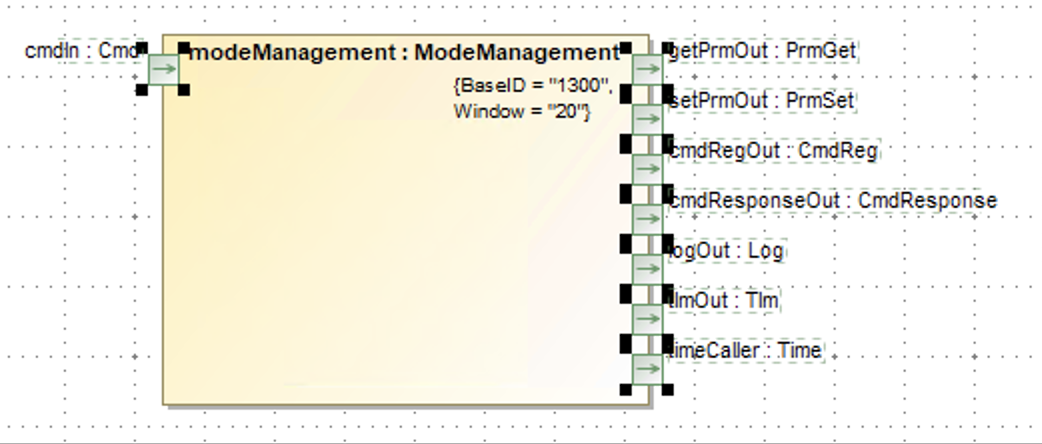 cmdIn : Cmd
modeManagement : ModeManagement
{BaseID = "1300",
Window = "20"}
getPrmOut : PrmGet
setPrmOut : PrmSet
cmdRegOut : CmdReg
cmdResponseOut : CmdResponse
logOut : Log
tlmOut : Tlm
timeCaller : Time